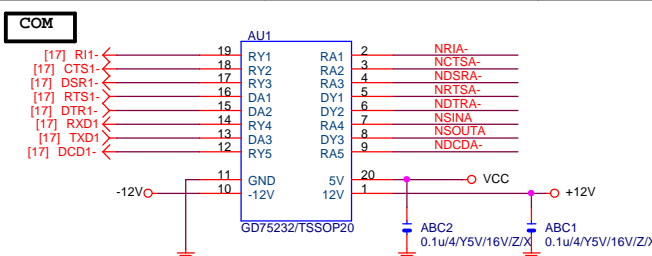 COM
AU1
[17] RI1- 19 RY1 RA1 2 NRIA-
[17] CTS1- 18 RY2 RA2 3 NCTSA-
[17] DSR1- 17 RY3 RA3 4 NDSRA-
[17] RTS1- 16 DA1 DY1 5 NRTSA-
[17] DTR1- 15 DA2 DY2 6 NDTRA-
[17] RXD1 14 RY4 RA4 7 NSINA
[17] TXD1 13 DA3 DY3 8 NSOUTA
[17] DCD1- 12 RY5 RA5 9 NDCDA-
11 GND 5V 20 VCC
-12V 10 -12V 12V 1 +12V
GD75232/TSSOP20
ABC2
0.1u/4/Y5V/16V/Z/X
ABC1
0.1u/4/Y5V/16V/Z/X